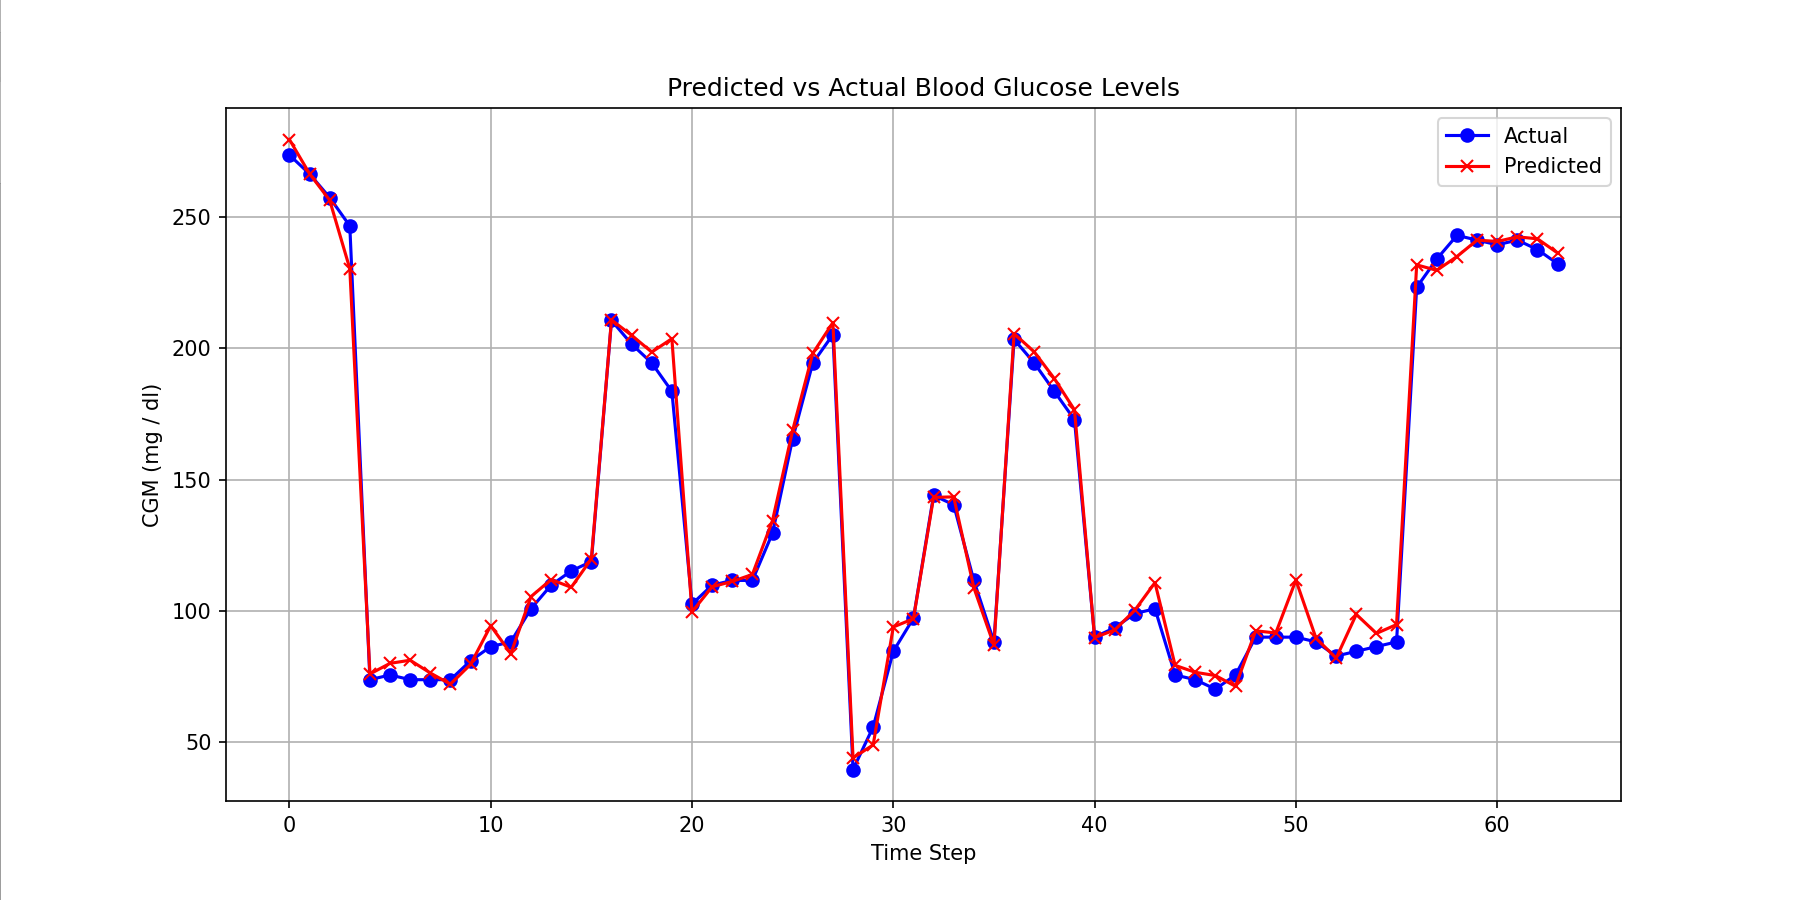 Predicted vs Actual Blood Glucose Levels
Actual
Predicted
CGM (mg / dl)
250
200
150
100
50
0 10 20 30 40 50 60
Time Step